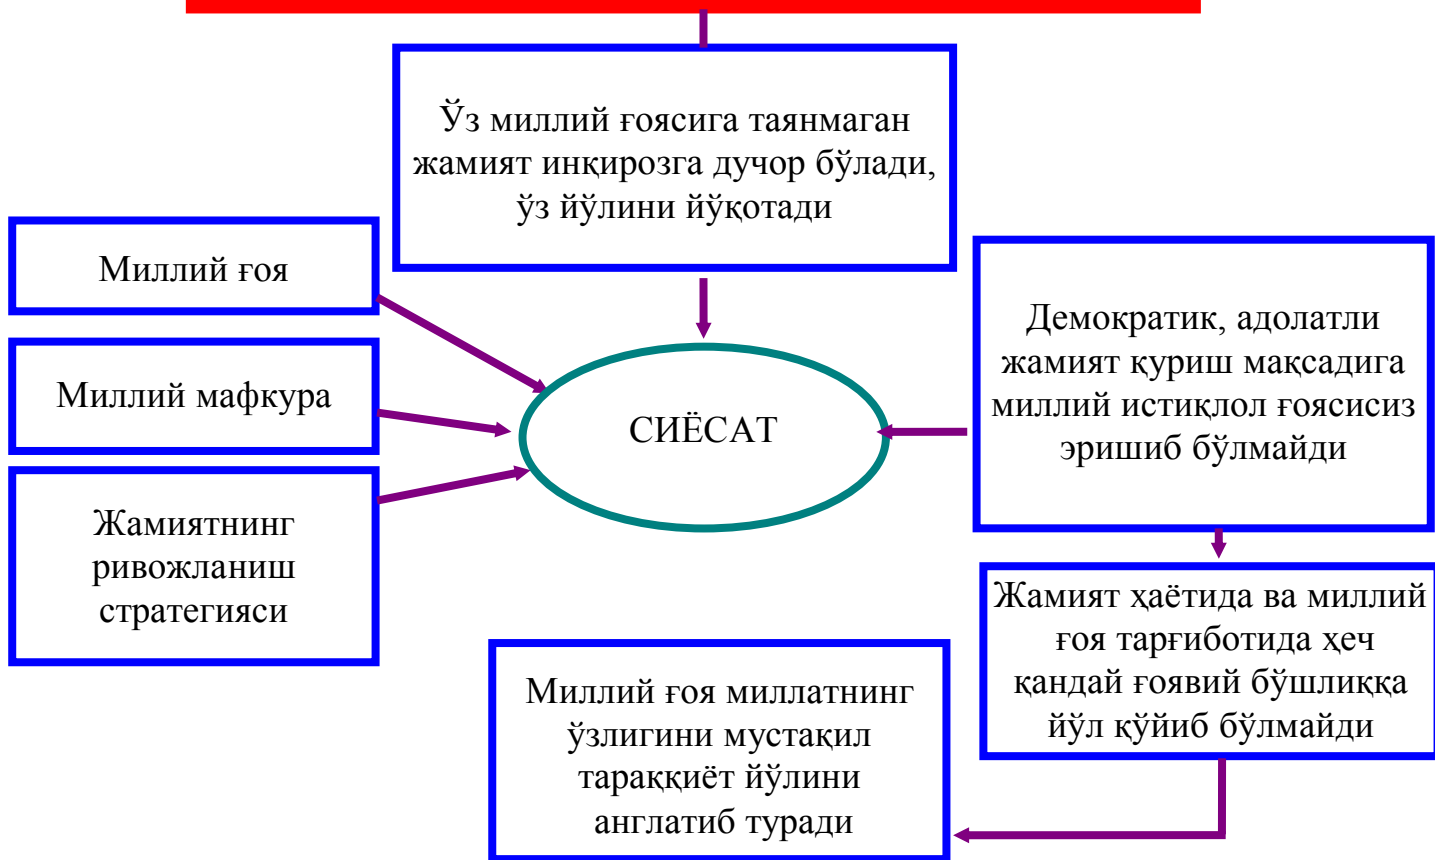 Ўз миллий ғоясига таянмаган
жамият инқирозга дучор бўлади,
ўз йўлини йўқотади
Миллий ғоя
Миллий мафкура
Жамиятнинг
ривожланиш
стратегияси
СИЁСАТ
Демократик, адолатли
жамият қуриш мақсадига
миллий истиқлол ғоясисиз
эришиб бўлмайди
Жамият ҳаётида ва миллий
ғоя тарғиботида ҳеч
қандай ғоявий бўшлиққа
йўл қўйиб бўлмайди
Миллий ғоя миллатнинг
ўзлигини мустақил
тараққиёт йўлини
англатиб туради